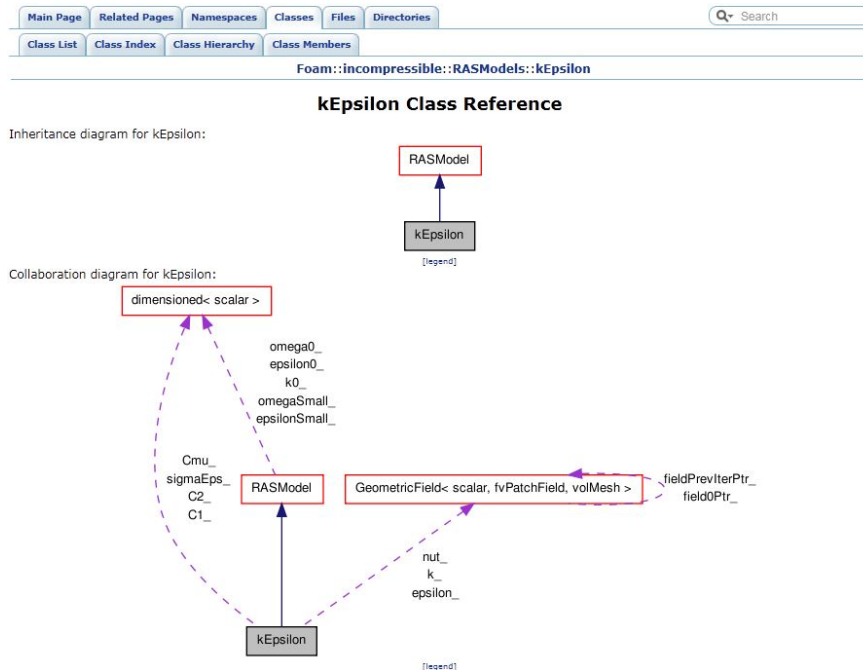 Main Page Related Pages Namespaces Classes Files Directories Search
Class List Class Index Class Hierarchy Class Members
Foam::incompressible::RASModels::kEpsilon
kEpsilon Class Reference
Inheritance diagram for kEpsilon:
RASModel
kEpsilon
[legend]
Collaboration diagram for kEpsilon:
dimensioned< scalar >
omega0_
epsilon0_
k0_
omegaSmall_
epsilonSmall_
Cmu_
sigmaEps_
C2_
C1_
RASModel
GeometricField< scalar, fvPatchField, volMesh >
fieldPrevIterPtr_
field0Ptr_
nut_
k_
epsilon_
kEpsilon
[legend]